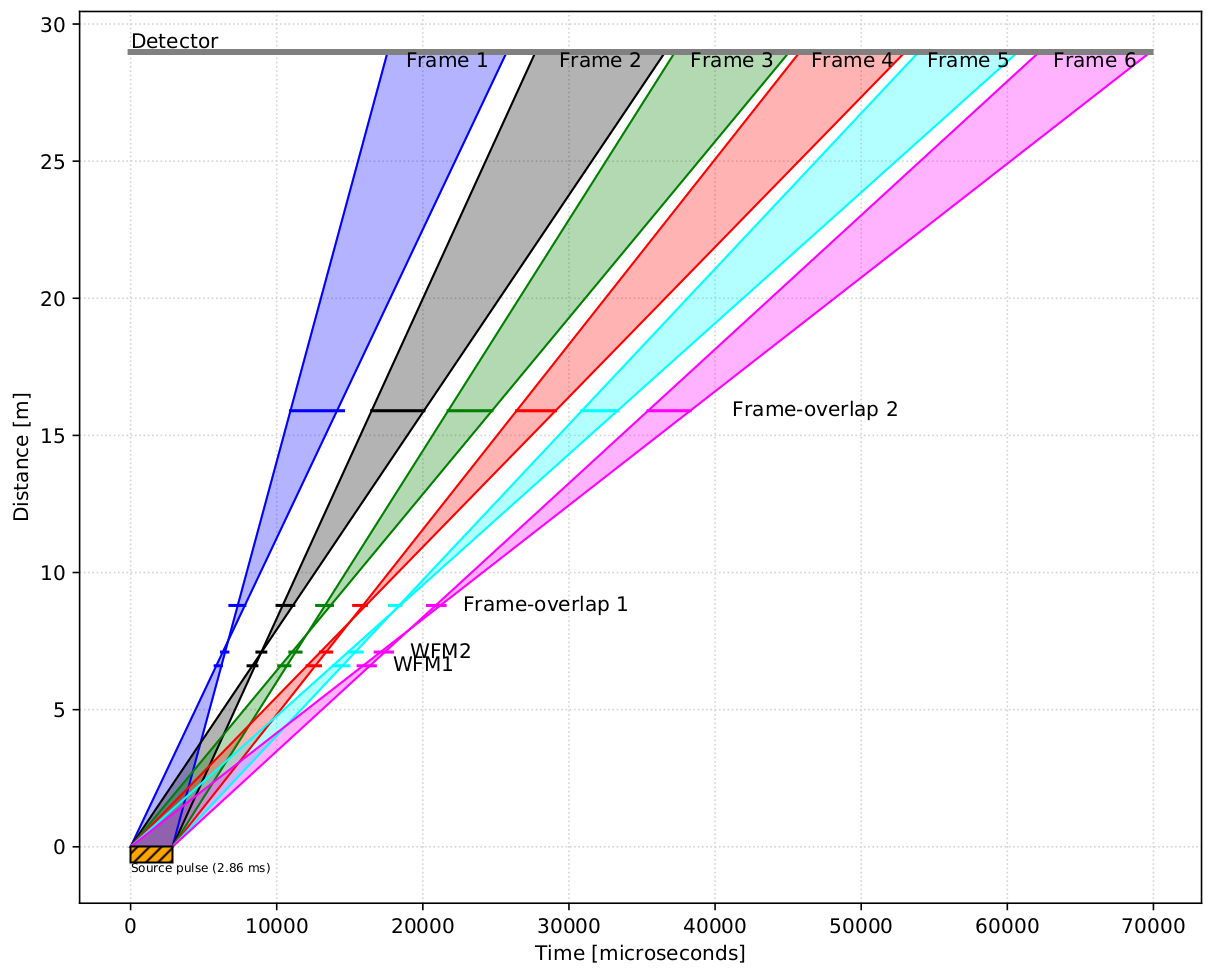 30
Detector
Frame 1
Frame 2
Frame 3
Frame 4
Frame 5
Frame 6
25
20
15
Frame-overlap 2
10
Frame-overlap 1
WFM2
WFM1
5
0
Source pulse (2.86 ms)
Distance [m]
0
10000
20000
30000
40000
50000
60000
70000
Time [microseconds]